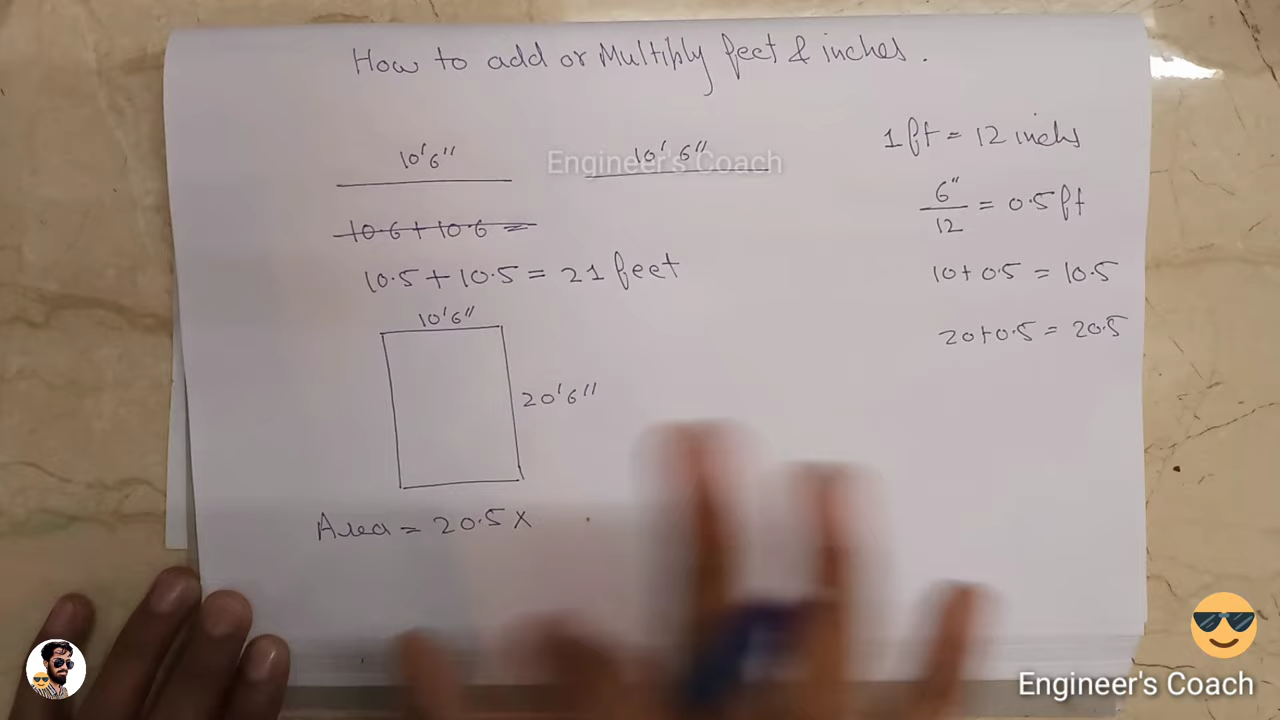 How to add or Multiply feet & inches.
10'6"
10' 6"
Engineer's Coach
10.6 + 10.6 =
10.5 + 10.5 = 21 feet
10'6"
20'6"
Area = 20.5 x
1 ft = 12 inchs
6"
12
= 0.5 ft
10 + 0.5 = 10.5
20 + 0.5 = 20.5
Engineer's Coach